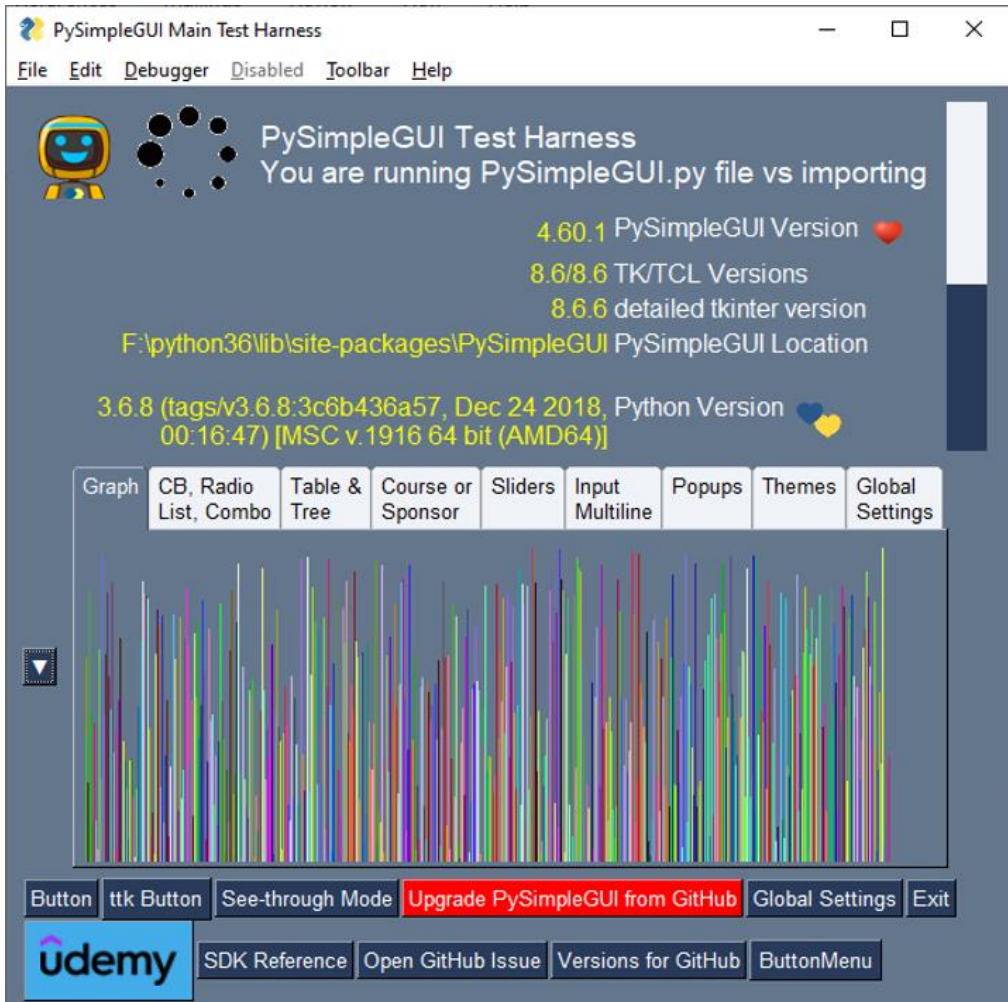 PySimpleGUI Main Test Harness
File Edit Debugger Disabled Toolbar Help
PySimpleGUI Test Harness
You are running PySimpleGUI.py file vs importing
4.60.1 PySimpleGUI Version
8.6/8.6 TK/TCL Versions
8.6.6 detailed tkinter version
F:\python36\lib\site-packages\PySimpleGUI PySimpleGUI Location
3.6.8 (tags/v3.6.8:3c6b436a57, Dec 24 2018, Python Version
00:16:47) [MSC v.1916 64 bit (AMD64)]
Graph CB, Radio Table & Course or Sliders Input Popups Themes Global
List, Combo Tree Sponsor Multiline Settings
Button ttk Button See-through Mode Upgrade PySimpleGUI from GitHub Global Settings Exit
ûdemy SDK Reference Open GitHub Issue Versions for GitHub ButtonMenu